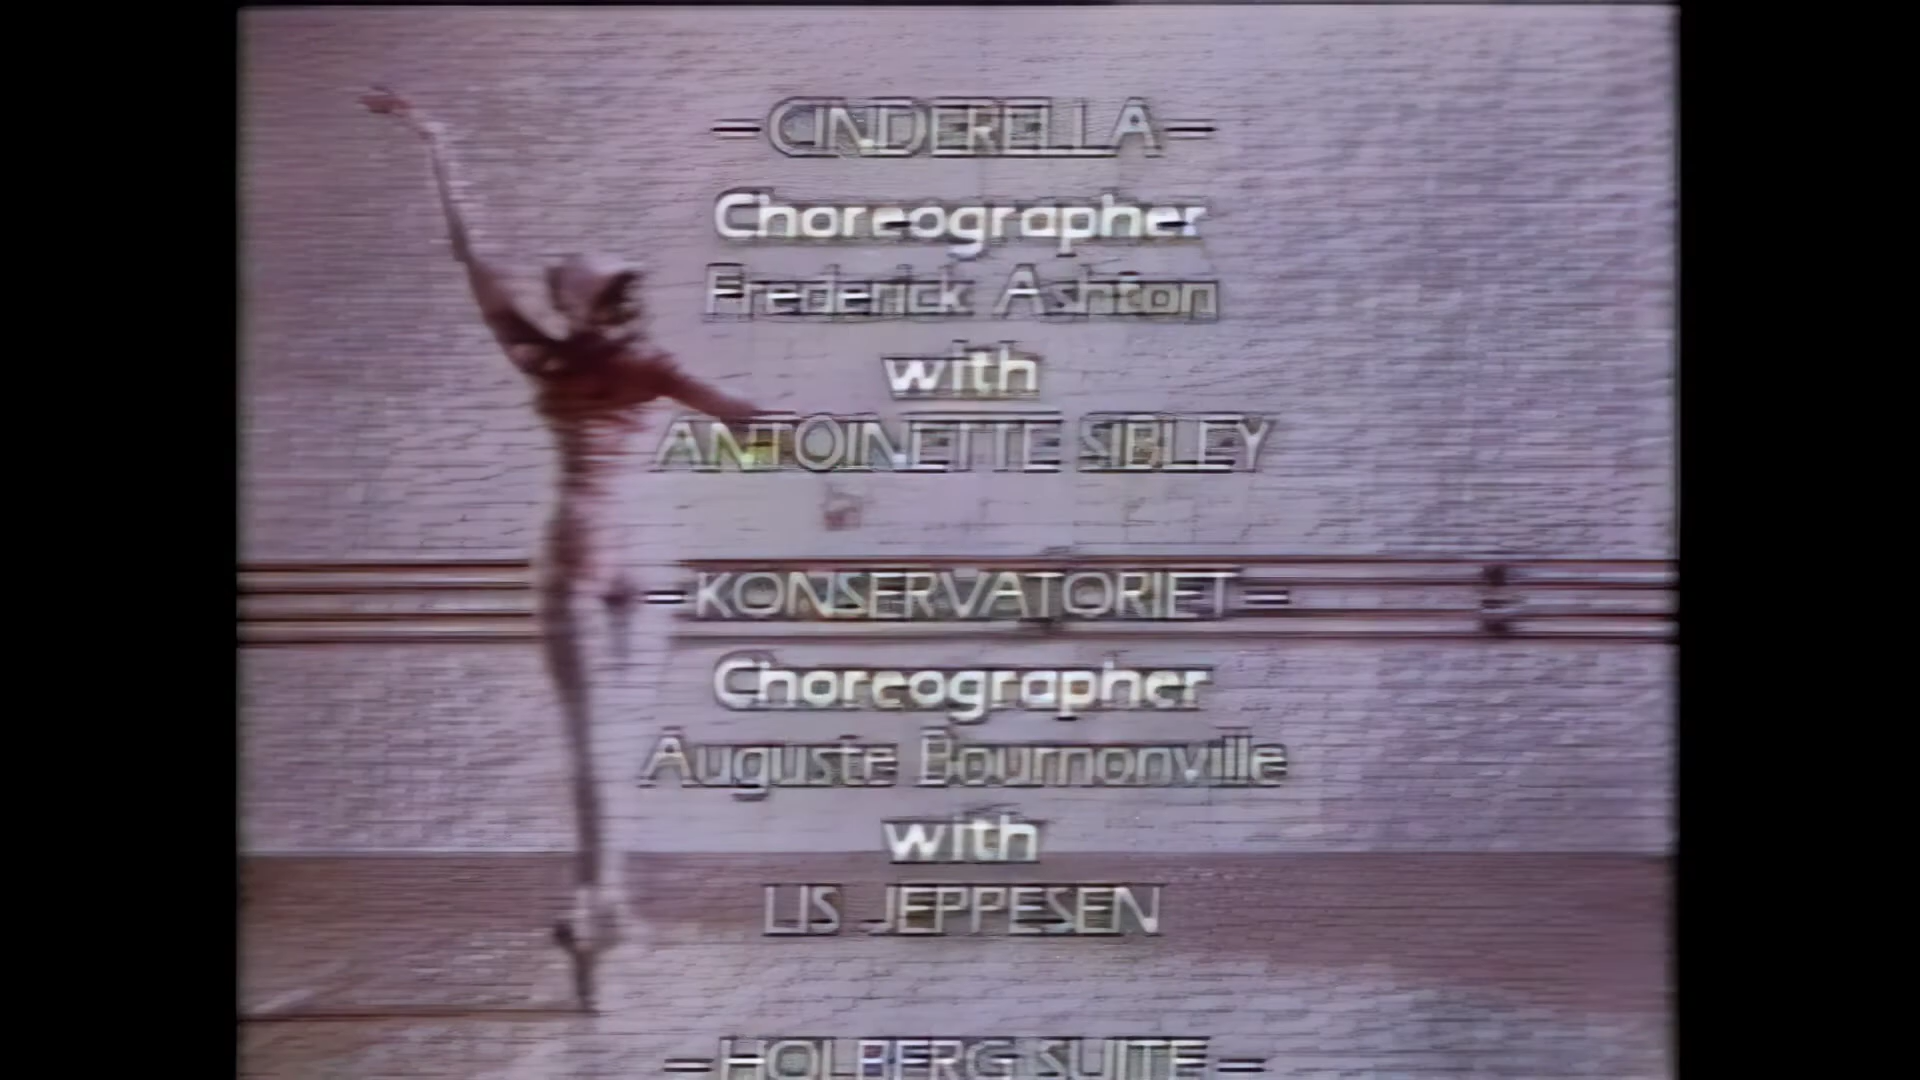 -CINDERELLA-
Choreographer
Frederick Ashton
with
ANTOINETTE SIBLEY
-KONSERVATORIET-
Choreographer
Auguste Bournonville
with
LIS JEPPESEN
-HOLBERG SUITE-